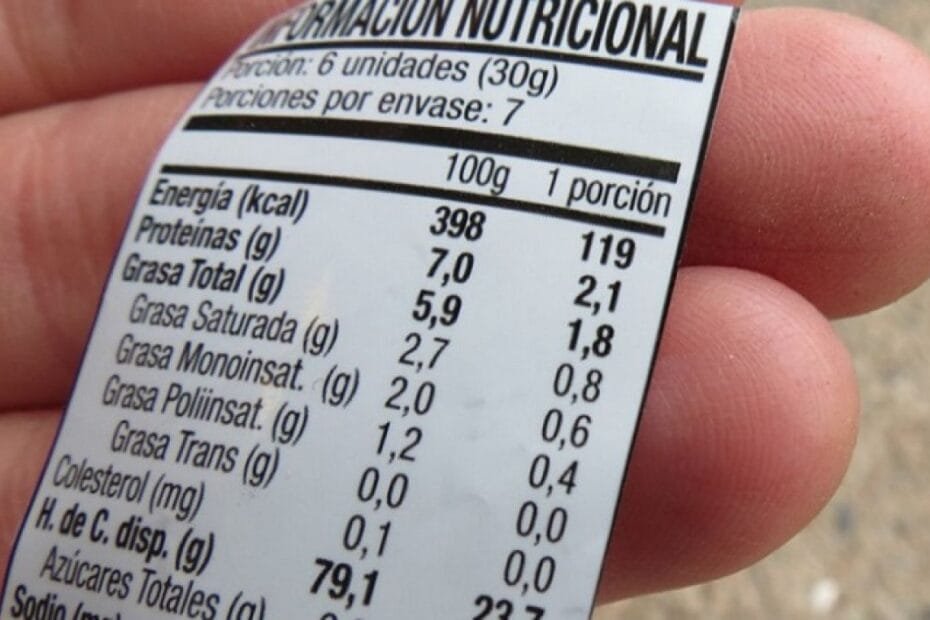 INFORMACIÓN NUTRICIONAL
Porción: 6 unidades (30g)
Porciones por envase: 7
100g 1 porción
Energía (kcal) 398 119
Proteínas (g) 7,0 2,1
Grasa Total (g) 5,9 1,8
Grasa Saturada (g) 2,7 0,8
Grasa Monoinsat. (g) 2,0 0,6
Grasa Poliinsat. (g) 1,2 0,4
Grasa Trans (g) 0,0 0,0
Colesterol (mg) 0,1 0,0
H. de C. disp. (g) 79,1 23,7
Azúcares Totales (g)
Sodio (mg)